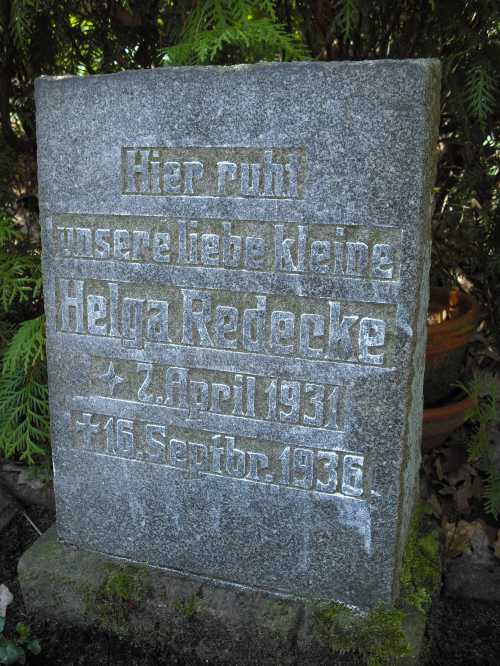 Hier ruht
unsere liebe kleine
Helga Redecke
* 2. April 1931
† 16. Septbr. 1936.